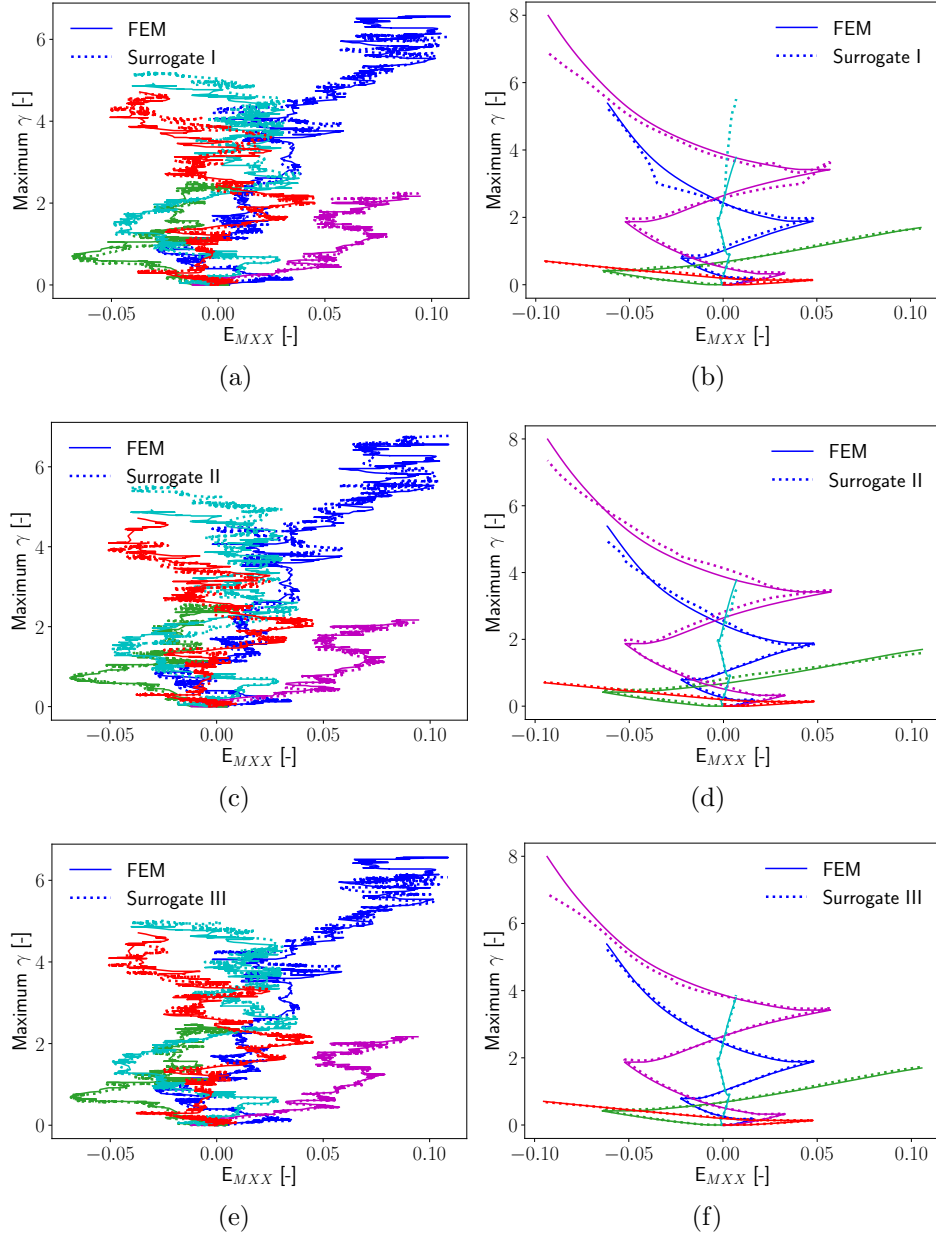 FEM
Surrogate I
Maximum γ [-]
6
4
2
0
−0.05 0.00 0.05 0.10
E_MXX [-]
(a)
FEM
Surrogate I
Maximum γ [-]
8
6
4
2
0
−0.10 −0.05 0.00 0.05 0.10
E_MXX [-]
(b)
FEM
Surrogate II
Maximum γ [-]
6
4
2
0
−0.05 0.00 0.05 0.10
E_MXX [-]
(c)
FEM
Surrogate II
Maximum γ [-]
8
6
4
2
0
−0.10 −0.05 0.00 0.05 0.10
E_MXX [-]
(d)
FEM
Surrogate III
Maximum γ [-]
6
4
2
0
−0.05 0.00 0.05 0.10
E_MXX [-]
(e)
FEM
Surrogate III
Maximum γ [-]
8
6
4
2
0
−0.10 −0.05 0.00 0.05 0.10
E_MXX [-]
(f)